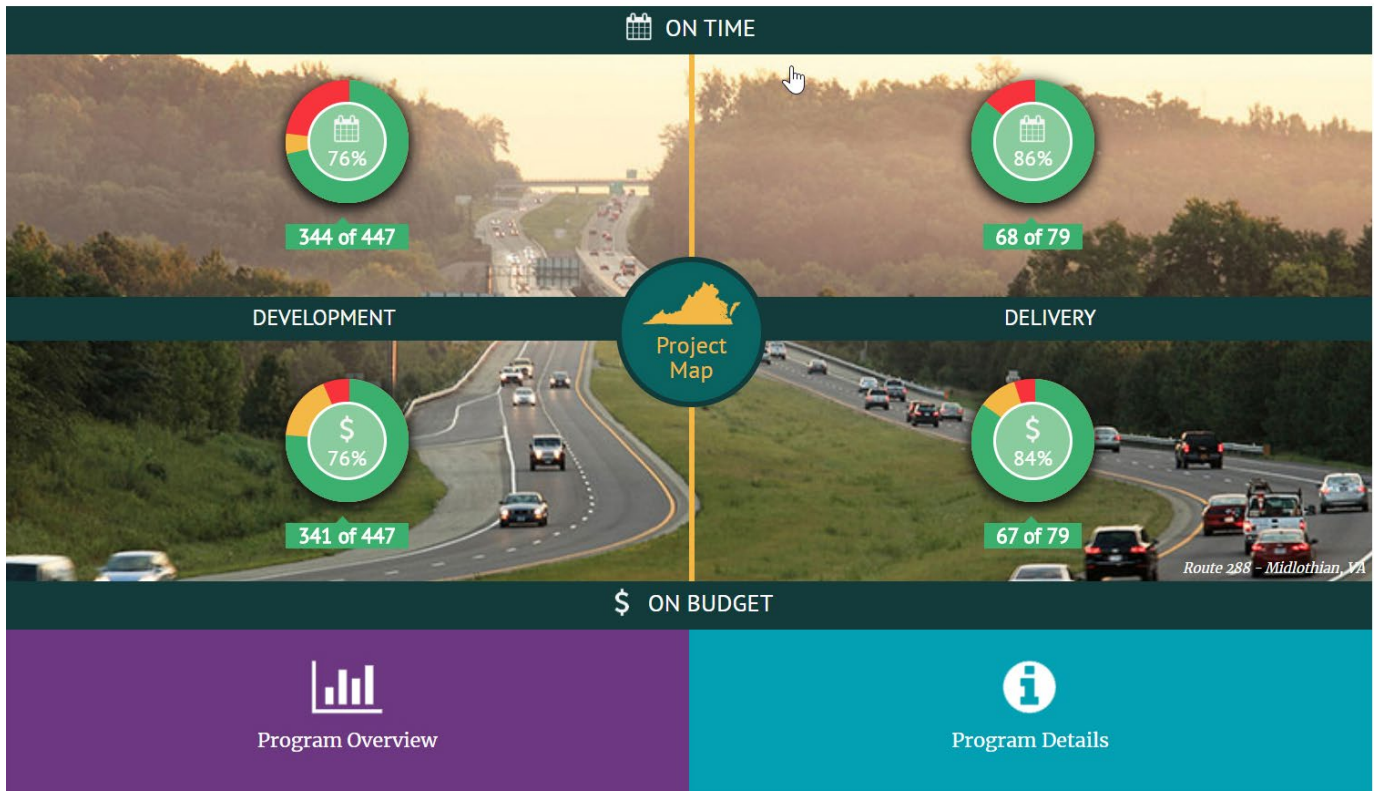 ON TIME
76%
344 of 447
86%
68 of 79
DEVELOPMENT
Project
Map
DELIVERY
$
76%
341 of 447
$
84%
67 of 79
Route 288 - Midlothian, VA
$ ON BUDGET
Program Overview
Program Details